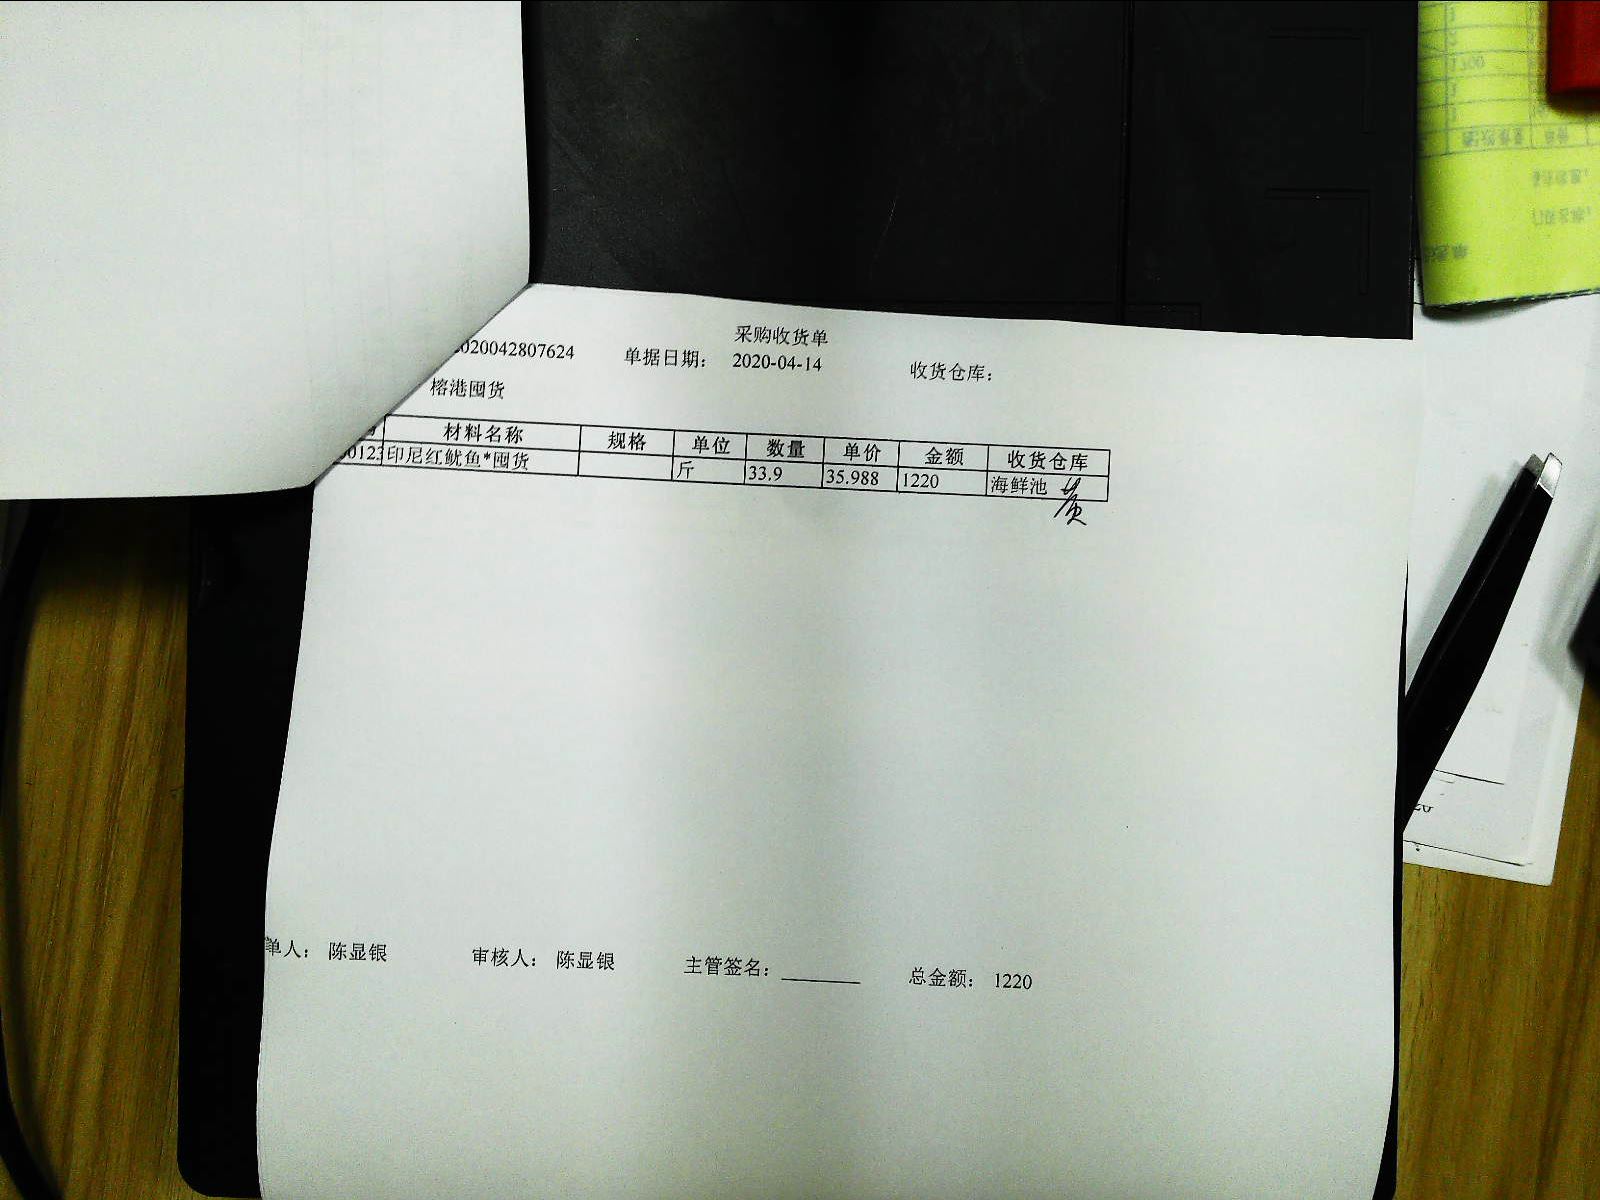 采购收货单
020042807624 单据日期： 2020-04-14 收货仓库：
榕港囤货
材料名称 规格 单位 数量 单价 金额 收货仓库
00123 印尼红鱿鱼*囤货 斤 33.9 35.988 1220 海鲜池
单人： 陈显银 审核人： 陈显银 主管签名： 总金额： 1220
1700